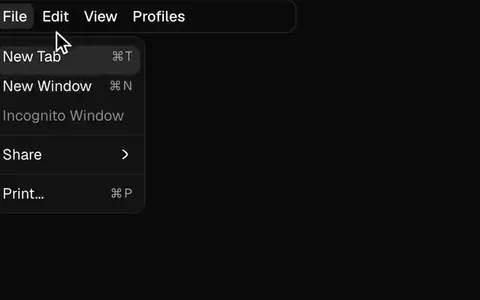 File Edit View Profiles
New Tab ⌘T
New Window ⌘N
Incognito Window
Share
Print... ⌘P